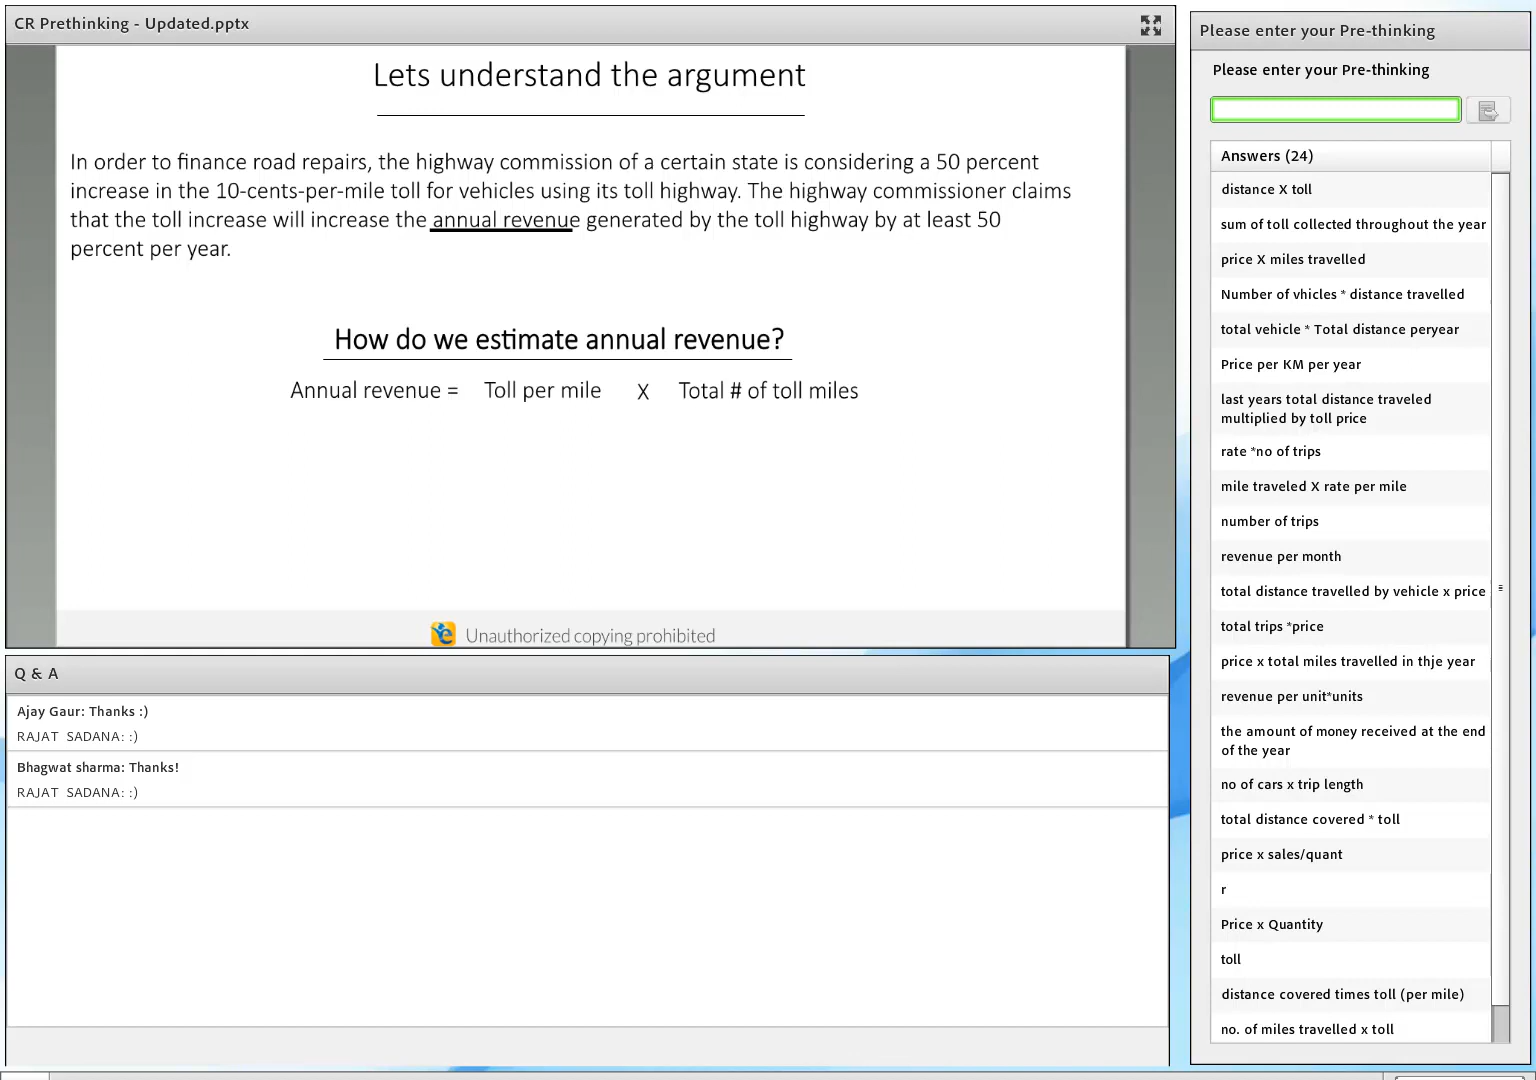 CR Prethinking - Updated.pptx
Lets understand the argument
In order to finance road repairs, the highway commission of a certain state is considering a 50 percent
increase in the 10-cents-per-mile toll for vehicles using its toll highway. The highway commissioner claims
that the toll increase will increase the annual revenue generated by the toll highway by at least 50
percent per year.
How do we estimate annual revenue?
Annual revenue = Toll per mile X Total # of toll miles
Unauthorized copying prohibited
Q & A
Ajay Gaur: Thanks :)
RAJAT SADANA: :)
Bhagwat sharma: Thanks!
RAJAT SADANA: :)
Please enter your Pre-thinking
Please enter your Pre-thinking
Answers (24)
distance X toll
sum of toll collected throughout the year
price X miles travelled
Number of vhicles * distance travelled
total vehicle * Total distance peryear
Price per KM per year
last years total distance traveled
multiplied by toll price
rate *no of trips
mile traveled X rate per mile
number of trips
revenue per month
total distance travelled by vehicle x price
total trips *price
price x total miles travelled in thje year
revenue per unit*units
the amount of money received at the end
of the year
no of cars x trip length
total distance covered * toll
price x sales/quant
r
Price x Quantity
toll
distance covered times toll (per mile)
no. of miles travelled x toll